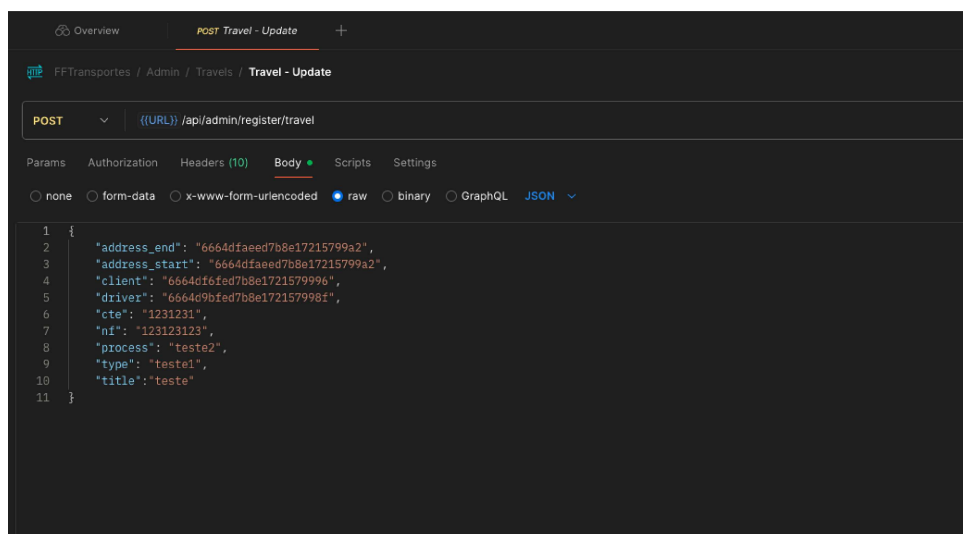 Overview POST Travel - Update +
HTTP FFTransportes / Admin / Travels / Travel - Update
POST {{URL}} /api/admin/register/travel
Params Authorization Headers (10) Body Scripts Settings
none form-data x-www-form-urlencoded raw binary GraphQL JSON
1 {
2 "address_end": "6664dfaeed7b8e17215799a2",
3 "address_start": "6664dfaeed7b8e17215799a2",
4 "client": "6664df6fed7b8e1721579996",
5 "driver": "6664d9bfed7b8e172157998f",
6 "cte": "1231231",
7 "nf": "123123123",
8 "process": "teste2",
9 "type": "teste1",
10 "title":"teste"
11 }